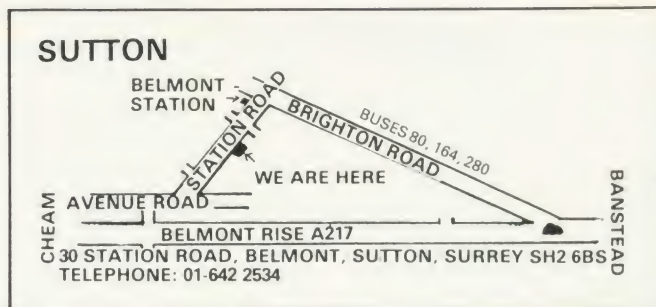 SUTTON
BELMONT
STATION
STATION ROAD
BRIGHTON ROAD
BUSES 80, 164, 280
WE ARE HERE
AVENUE ROAD
CHEAM
BELMONT RISE A217
BANSTEAD
30 STATION ROAD, BELMONT, SUTTON, SURREY SH2 6BS
TELEPHONE: 01-642 2534